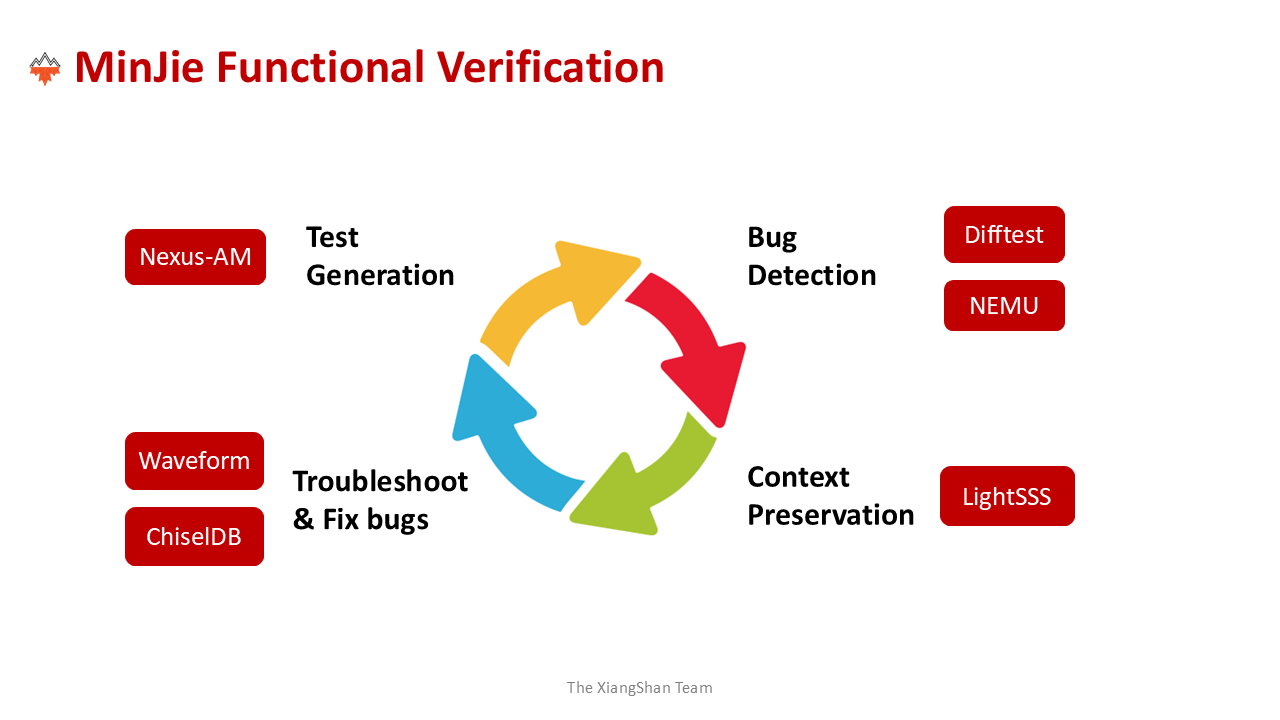 MinJie Functional Verification
Nexus-AM
Test
Generation
Bug
Detection
Difftest
NEMU
Waveform
ChiselDB
Troubleshoot
& Fix bugs
Context
Preservation
LightSSS
The XiangShan Team